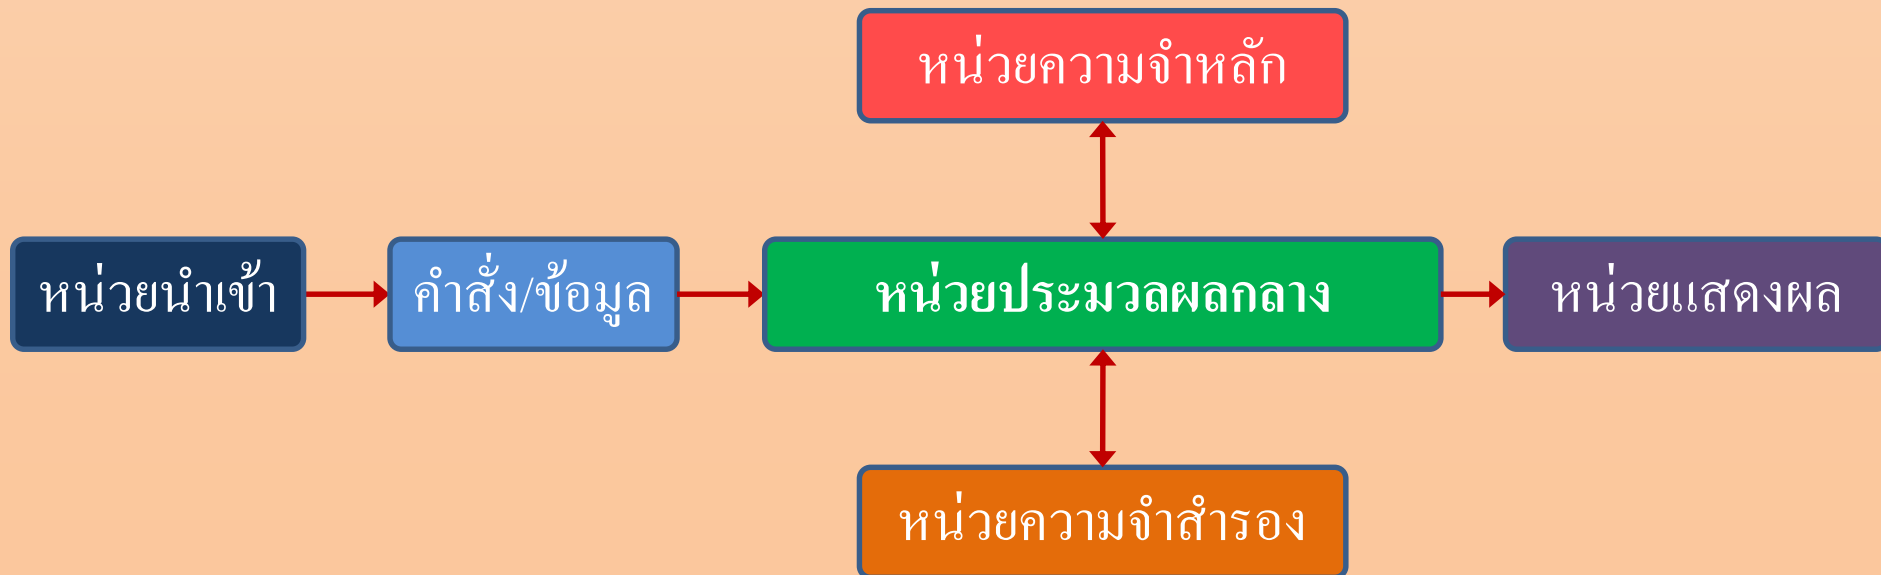 หน่วยความจำหลัก
หน่วยนำเข้า
คำสั่ง/ข้อมูล
หน่วยประมวลผลกลาง
หน่วยแสดงผล
หน่วยความจำสำรอง